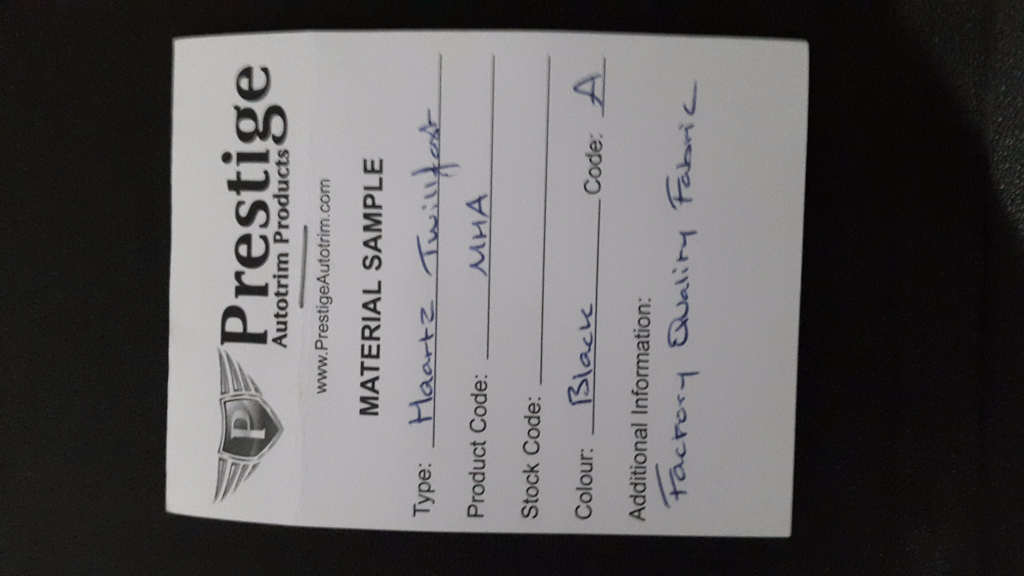 P Prestige
Autotrim Products
www.PrestigeAutotrim.com
MATERIAL SAMPLE
Type: Haartz Twillfast
Product Code: MHA
Stock Code:
Colour: Black Code: A
Additional Information:
Factory Quality Fabric